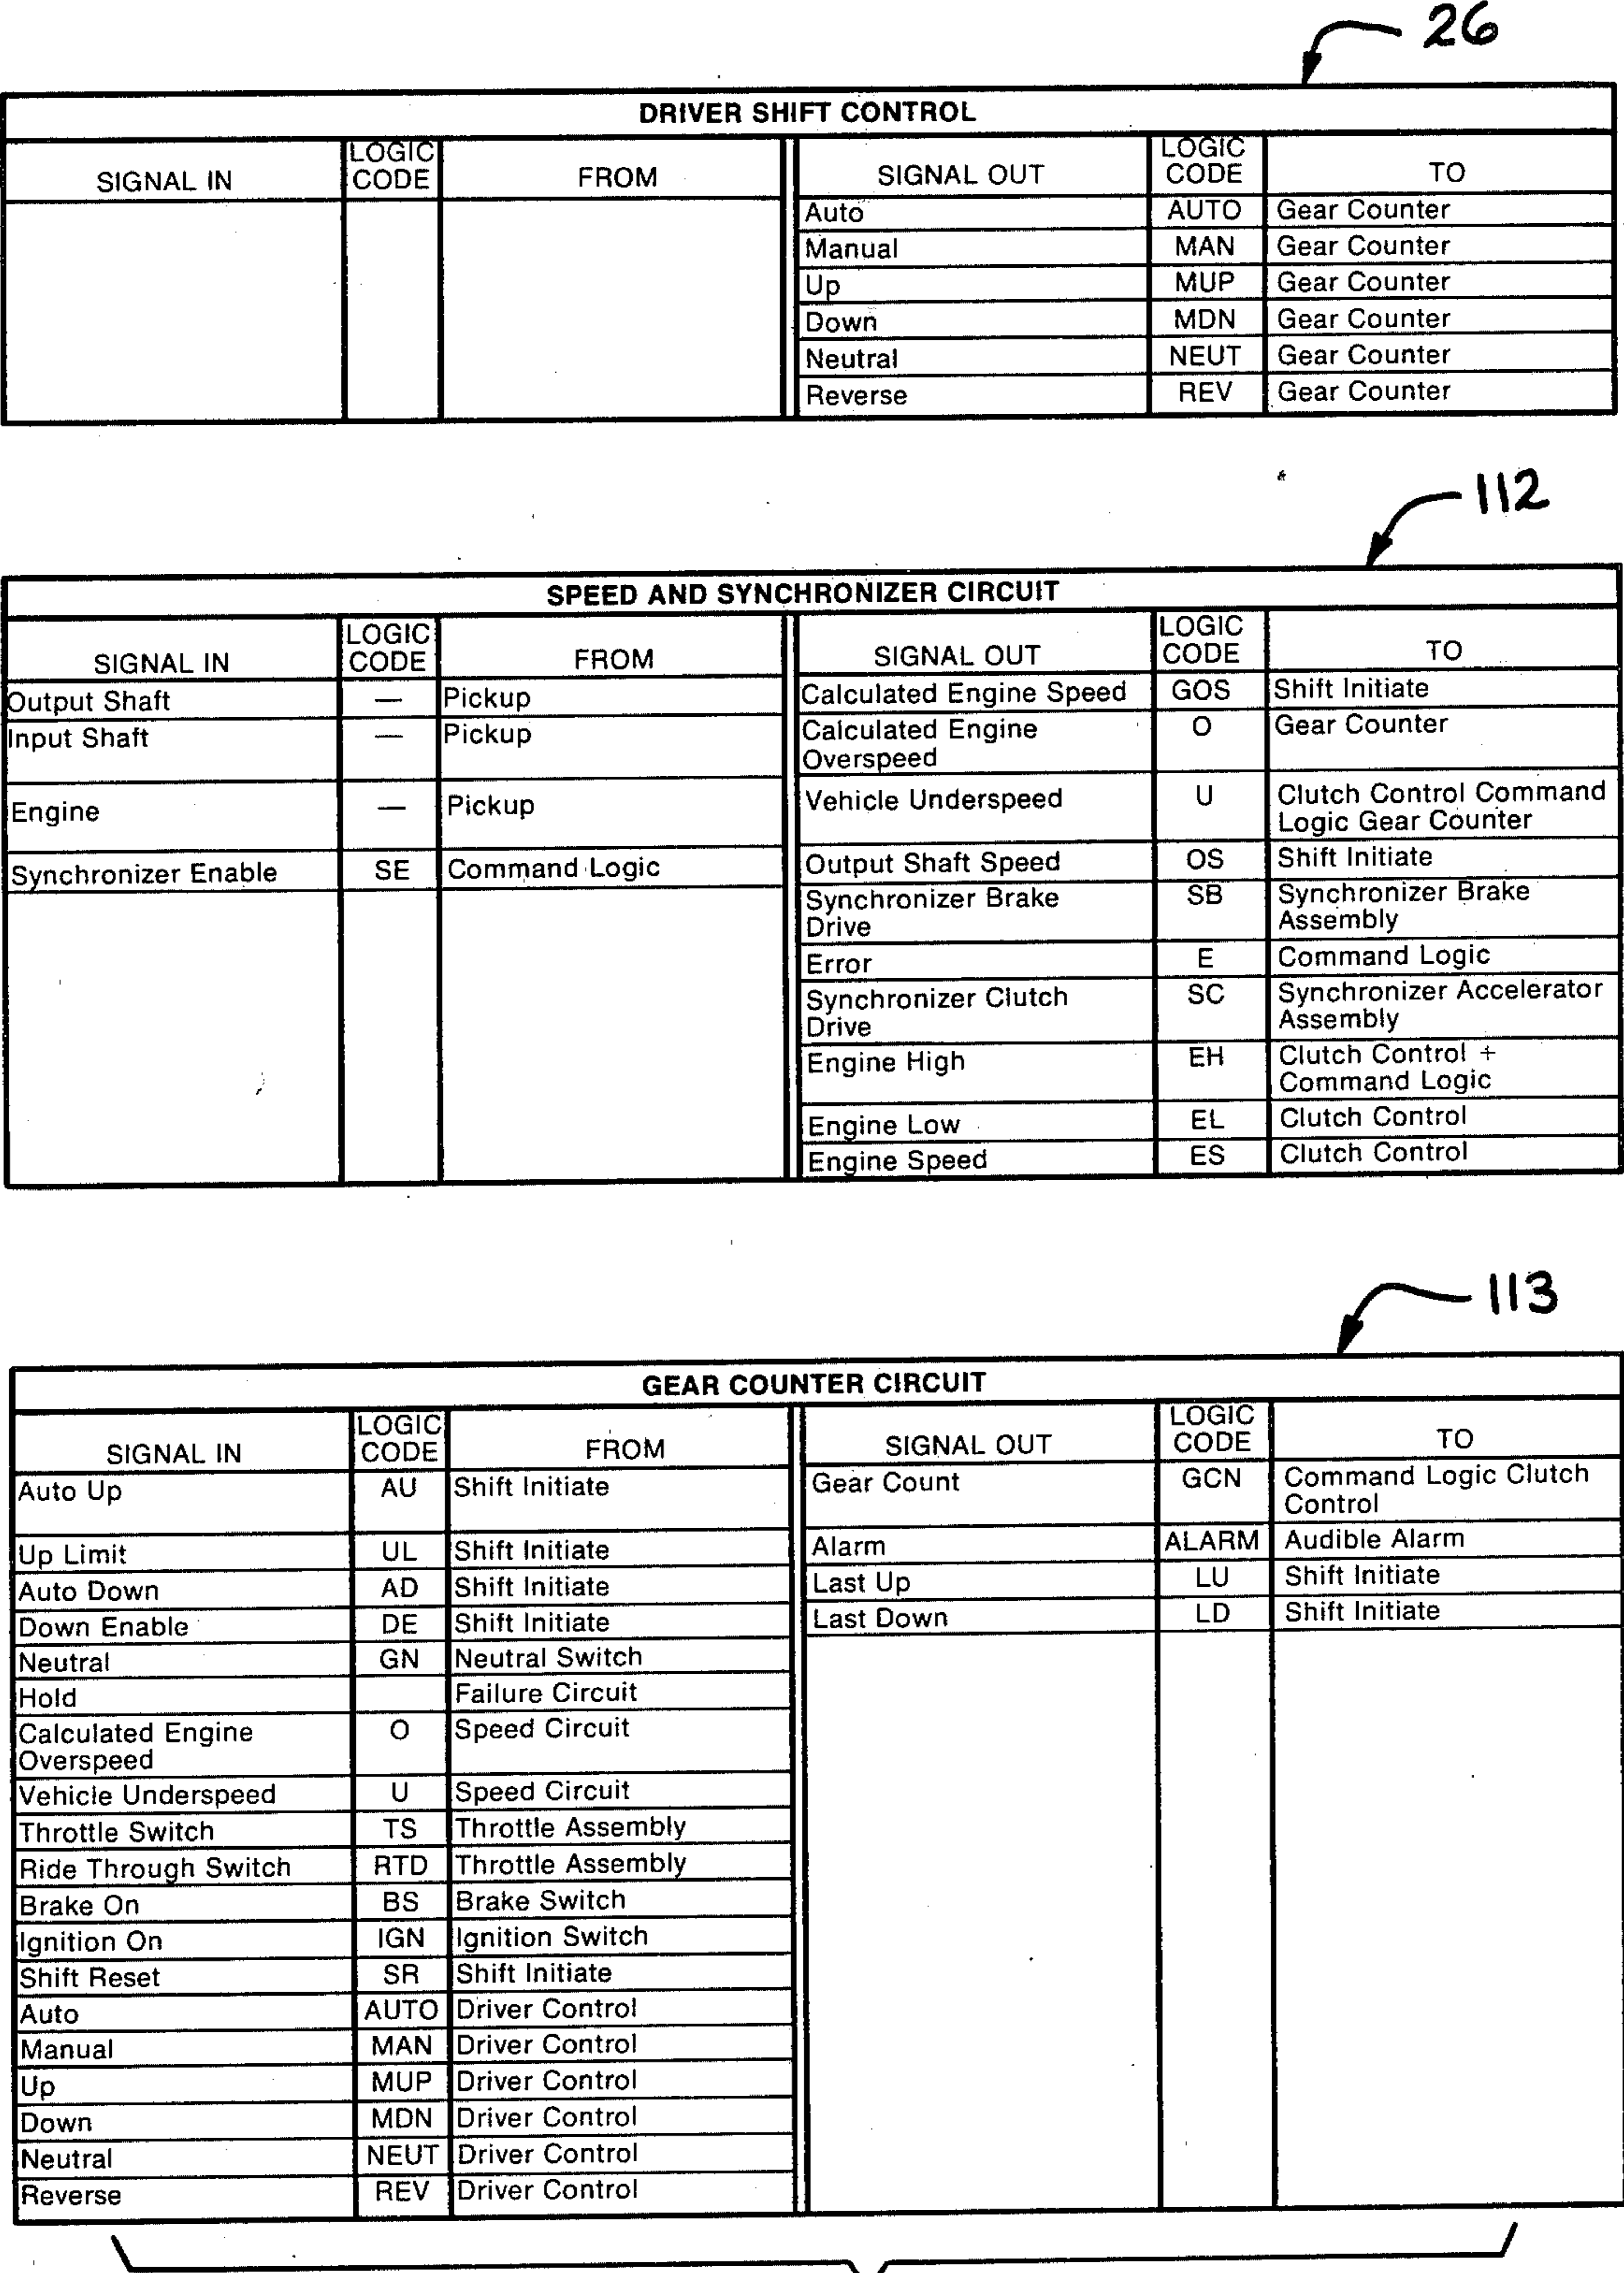 26
DRIVER SHIFT CONTROL
SIGNAL IN LOGIC CODE FROM SIGNAL OUT LOGIC CODE TO
Auto AUTO Gear Counter
Manual MAN Gear Counter
Up MUP Gear Counter
Down MDN Gear Counter
Neutral NEUT Gear Counter
Reverse REV Gear Counter
112
SPEED AND SYNCHRONIZER CIRCUIT
SIGNAL IN LOGIC CODE FROM SIGNAL OUT LOGIC CODE TO
Output Shaft — Pickup Calculated Engine Speed GOS Shift Initiate
Input Shaft — Pickup Calculated Engine O Gear Counter
Overspeed
Engine — Pickup Vehicle Underspeed U Clutch Control Command
Logic Gear Counter
Synchronizer Enable SE Command Logic Output Shaft Speed OS Shift Initiate
Synchronizer Brake SB Synchronizer Brake
Drive Assembly
Error E Command Logic
Synchronizer Clutch SC Synchronizer Accelerator
Drive Assembly
Engine High EH Clutch Control +
Command Logic
Engine Low EL Clutch Control
Engine Speed ES Clutch Control
113
GEAR COUNTER CIRCUIT
SIGNAL IN LOGIC CODE FROM SIGNAL OUT LOGIC CODE TO
Auto Up AU Shift Initiate Gear Count GCN Command Logic Clutch
Control
Up Limit UL Shift Initiate Alarm ALARM Audible Alarm
Auto Down AD Shift Initiate Last Up LU Shift Initiate
Down Enable DE Shift Initiate Last Down LD Shift Initiate
Neutral GN Neutral Switch
Hold Failure Circuit
Calculated Engine O Speed Circuit
Overspeed
Vehicle Underspeed U Speed Circuit
Throttle Switch TS Throttle Assembly
Ride Through Switch RTD Throttle Assembly
Brake On BS Brake Switch
Ignition On IGN Ignition Switch
Shift Reset SR Shift Initiate
Auto AUTO Driver Control
Manual MAN Driver Control
Up MUP Driver Control
Down MDN Driver Control
Neutral NEUT Driver Control
Reverse REV Driver Control